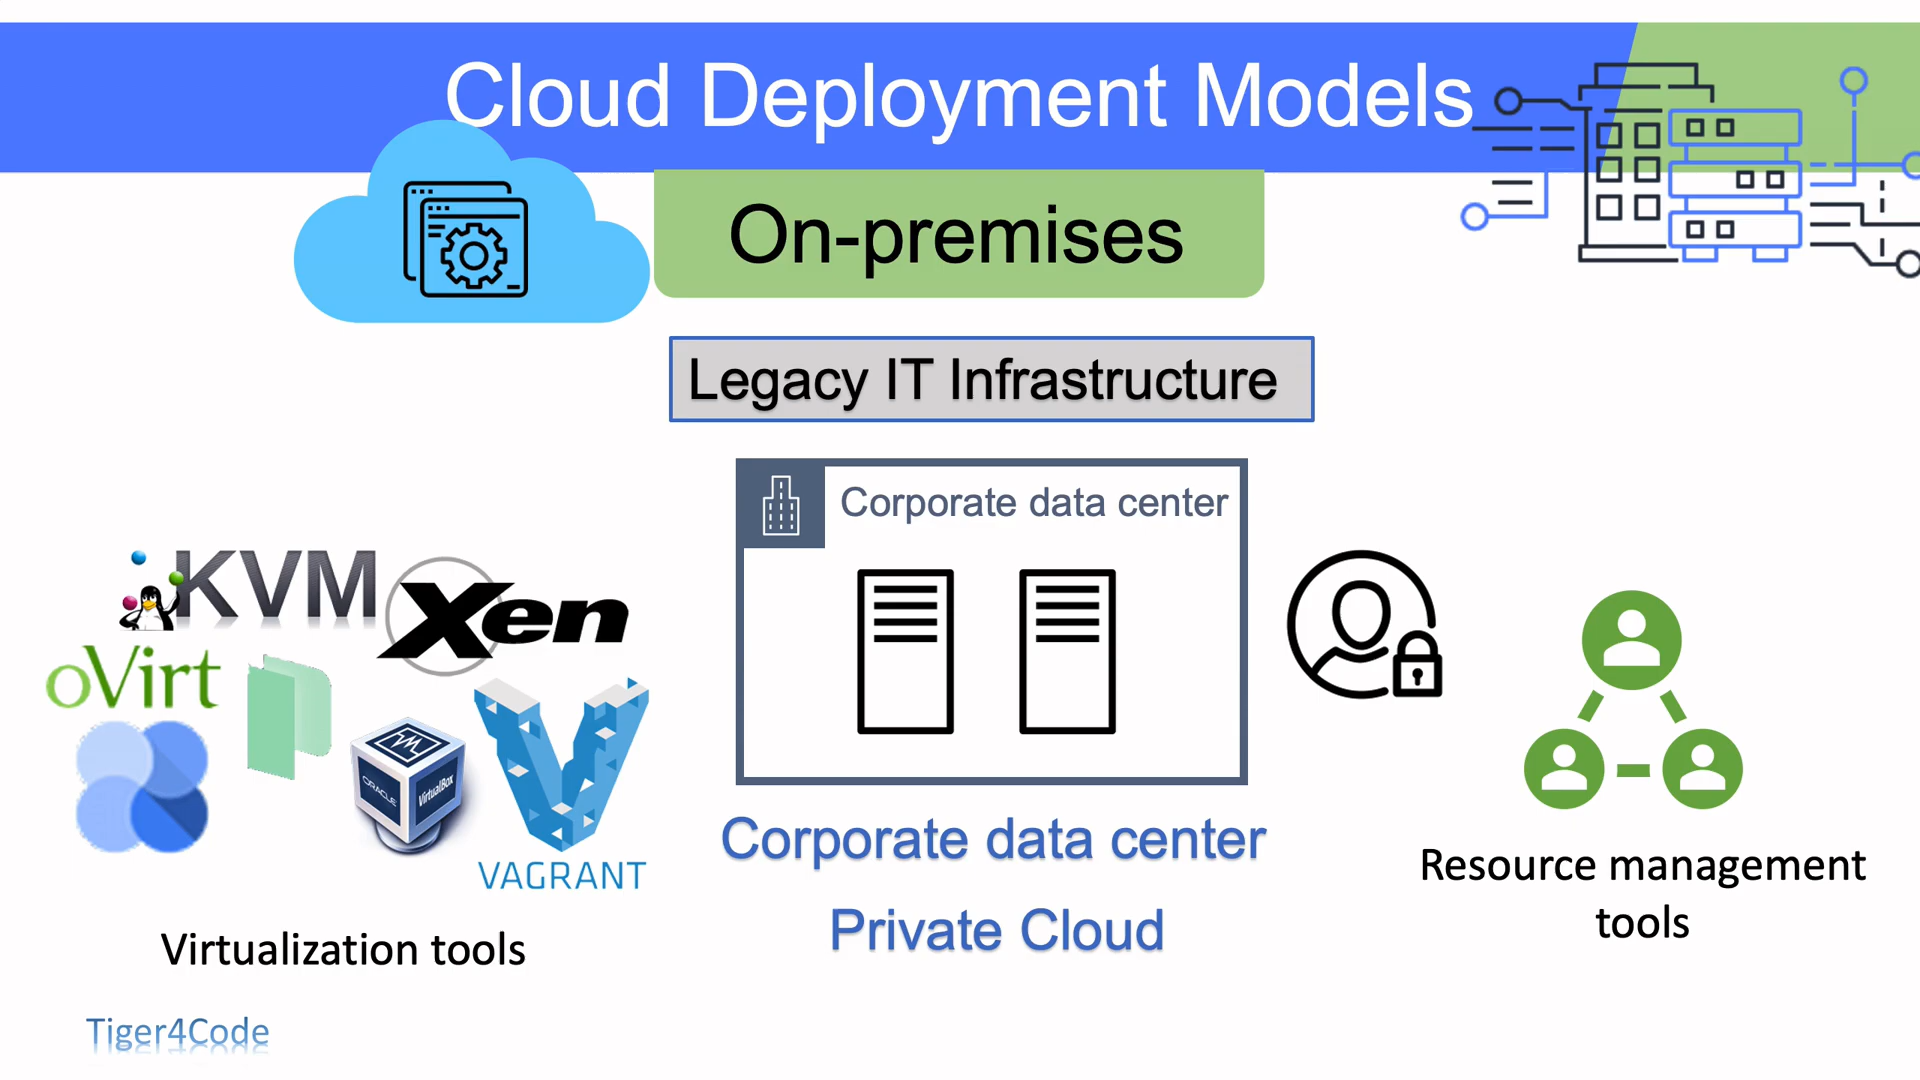 Cloud Deployment Models
On-premises
Legacy IT Infrastructure
Corporate data center
KVM
Xen
oVirt
ORACLE
VirtualBox
VAGRANT
Virtualization tools
Corporate data center
Private Cloud
Resource management
tools
Tiger4Code